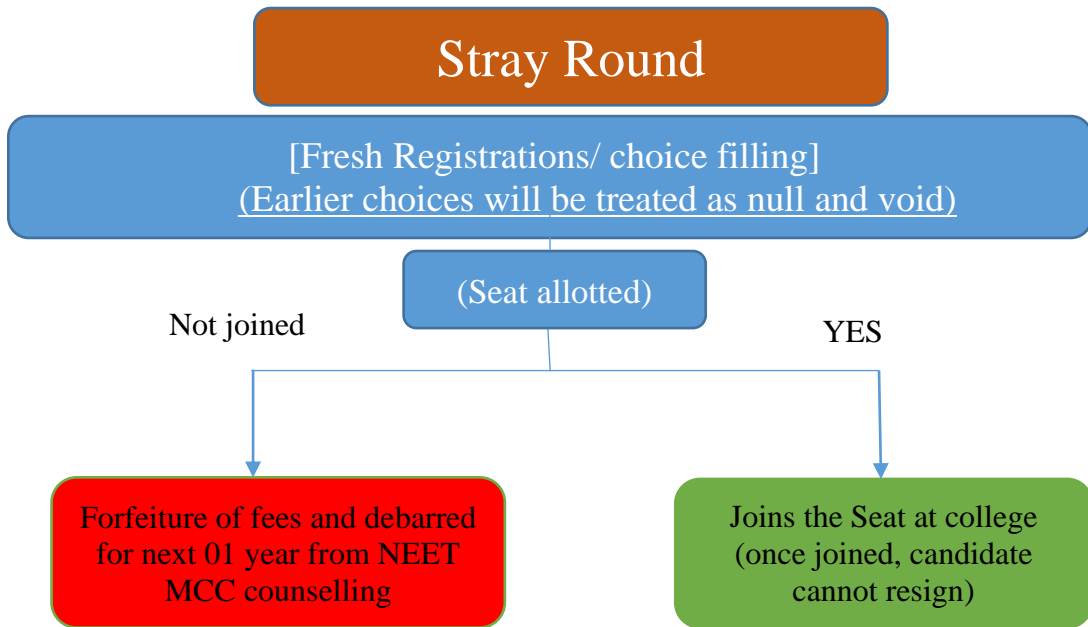 Stray Round
[Fresh Registrations/ choice filling]
(Earlier choices will be treated as null and void)
(Seat allotted)
Not joined
YES
Forfeiture of fees and debarred
for next 01 year from NEET
MCC counselling
Joins the Seat at college
(once joined, candidate
cannot resign)